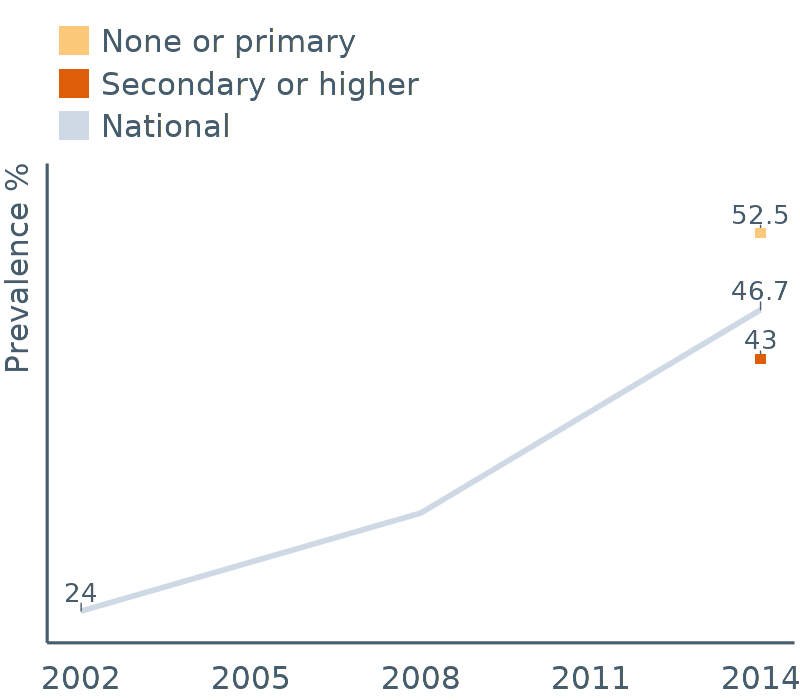 None or primary
Secondary or higher
National
Prevalence %
52.5
46.7
43
24
2002 2005 2008 2011 2014